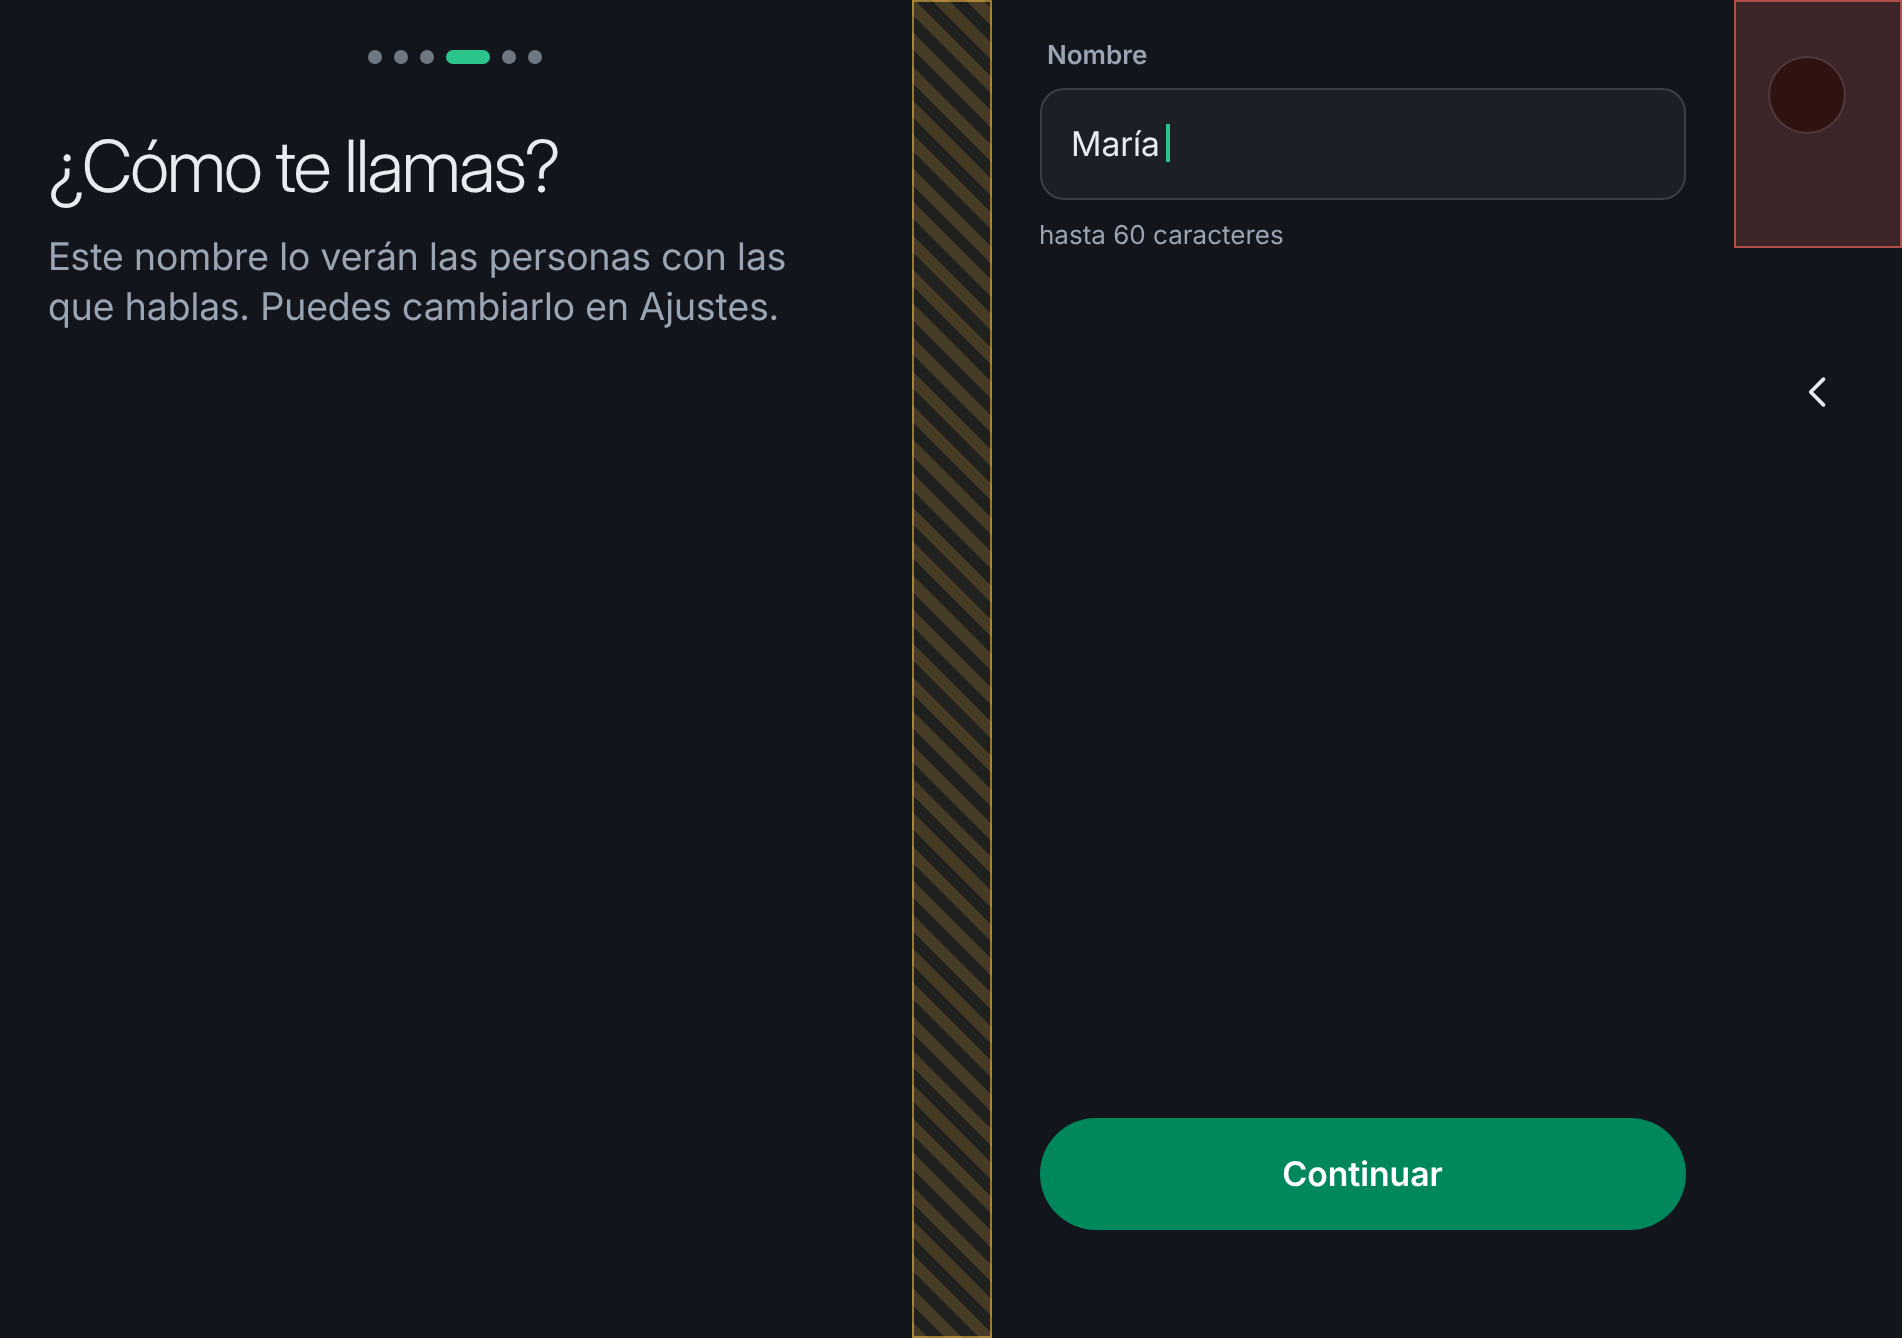 ¿Cómo te llamas?
Este nombre lo verán las personas con las
que hablas. Puedes cambiarlo en Ajustes.
Nombre
María
hasta 60 caracteres
Continuar